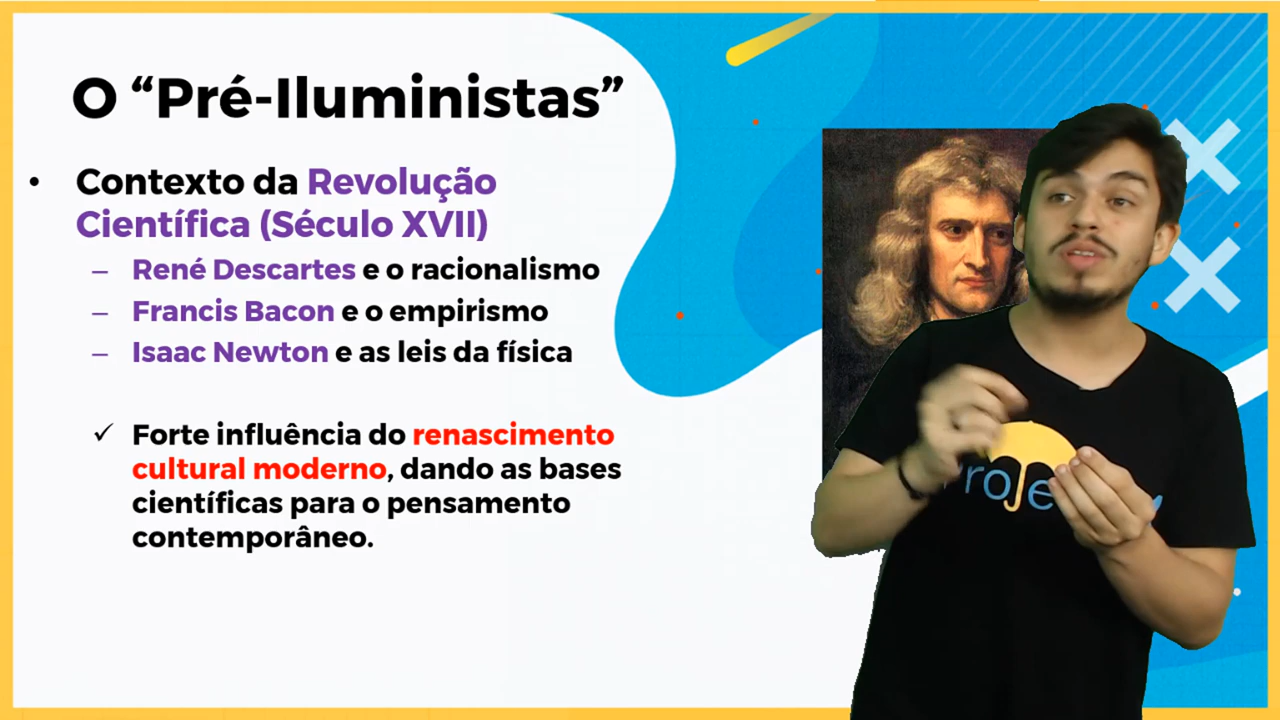 O “Pré-Iluministas”
• Contexto da Revolução
Científica (Século XVII)
– René Descartes e o racionalismo
– Francis Bacon e o empirismo
– Isaac Newton e as leis da física
✓ Forte influência do renascimento
cultural moderno, dando as bases
científicas para o pensamento
contemporâneo.